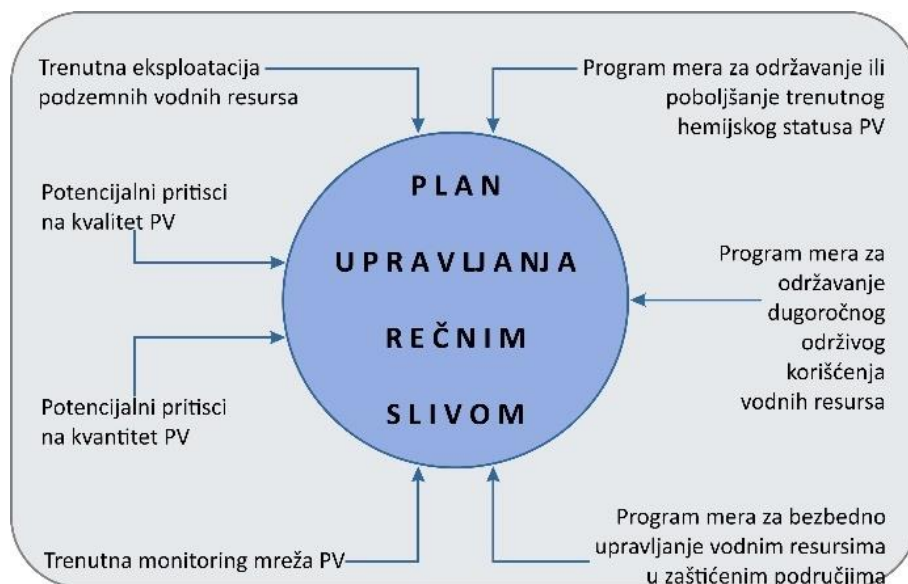 Trenutna eksploatacija
podzemnih vodnih resursa
Program mera za održavanje ili
poboljšanje trenutnog
hemijskog statusa PV
PLAN
UPRAVLJANJA
REČNIM
SLIVOM
Potencijalni pritisci
na kvalitet PV
Program mera za
održavanje
dugoročnog
održivog
korišćenja
vodnih resursa
Potencijalni pritisci
na kvantitet PV
Trenutna monitoring mreža PV
Program mera za bezbedno
upravljanje vodnim resursima
u zaštićenim područjima